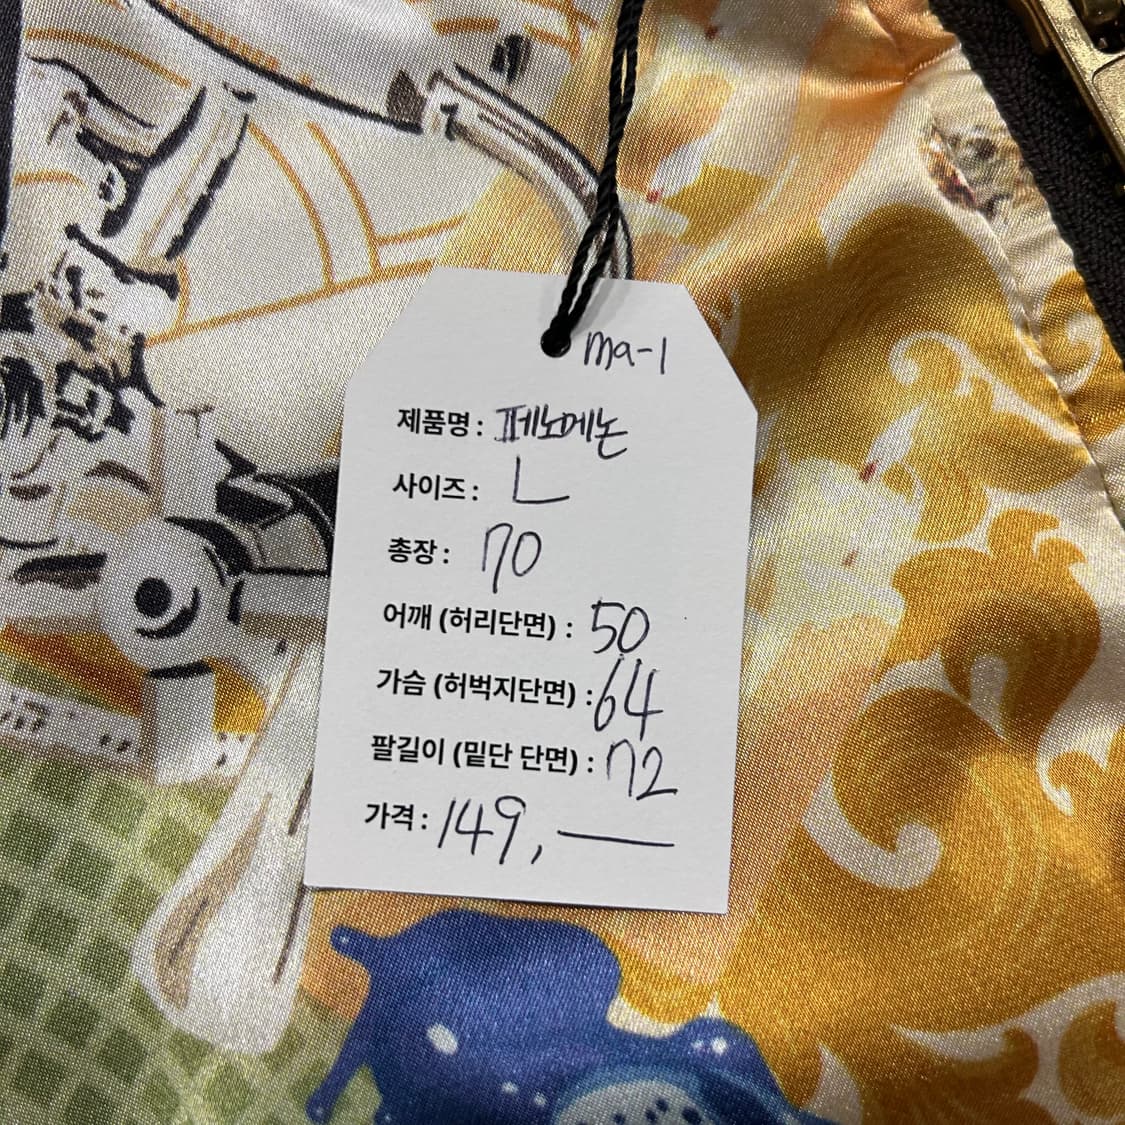 ma-1
제품명 : 페노메논
사이즈 : L
총장 : 70
어깨 (허리단면) : 50
가슴 (허벅지단면) : 64
팔길이 (밑단 단면) : 72
가격 : 149,—